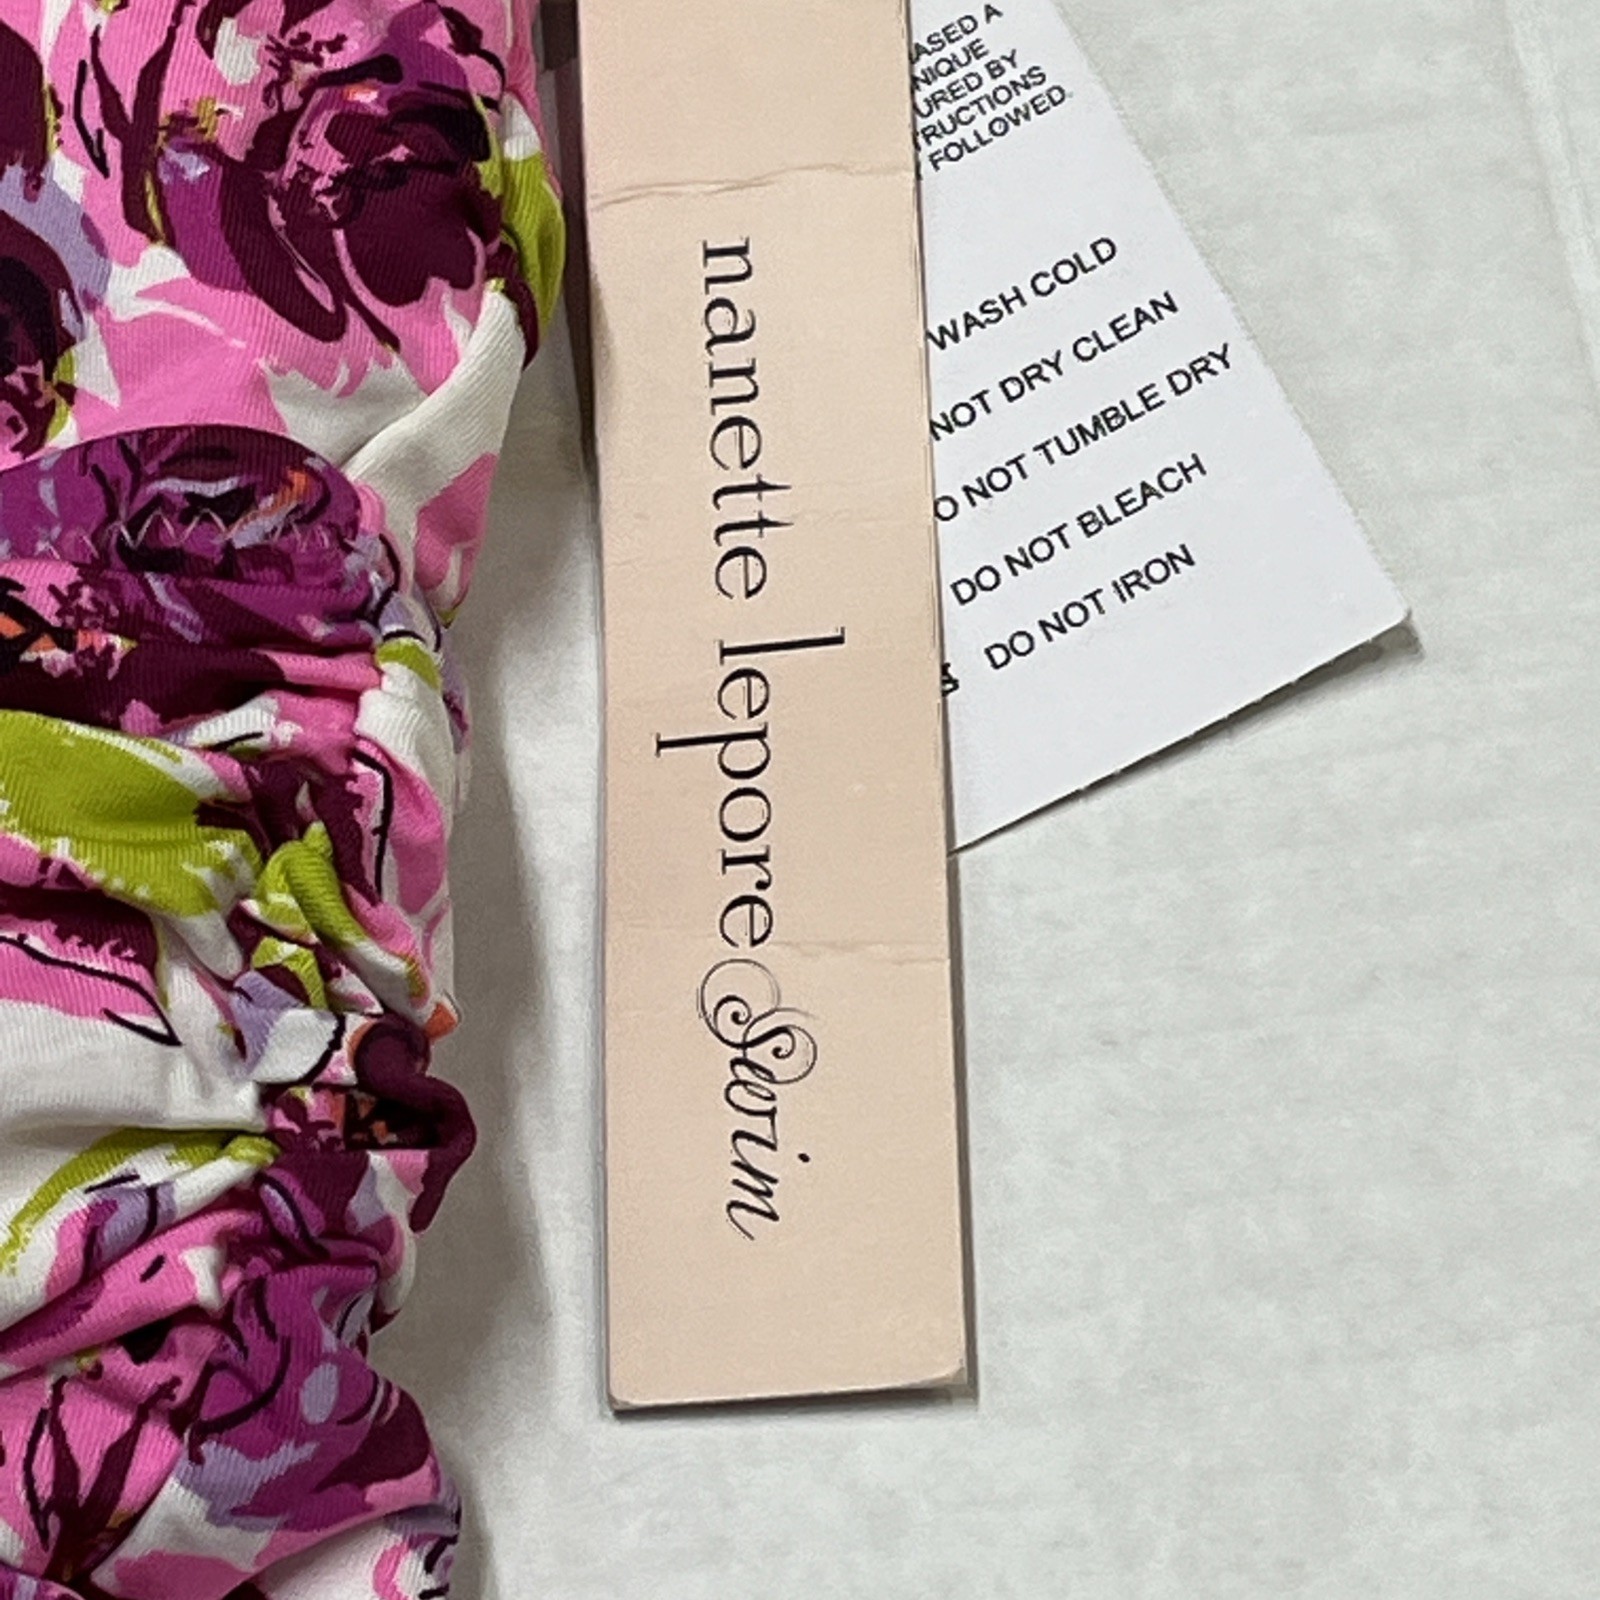 nanette lepore Swim
ASED A
NIQUE
URED BY
RUCTIONS
FOLLOWED.
WASH COLD
NOT DRY CLEAN
O NOT TUMBLE DRY
DO NOT BLEACH
DO NOT IRON